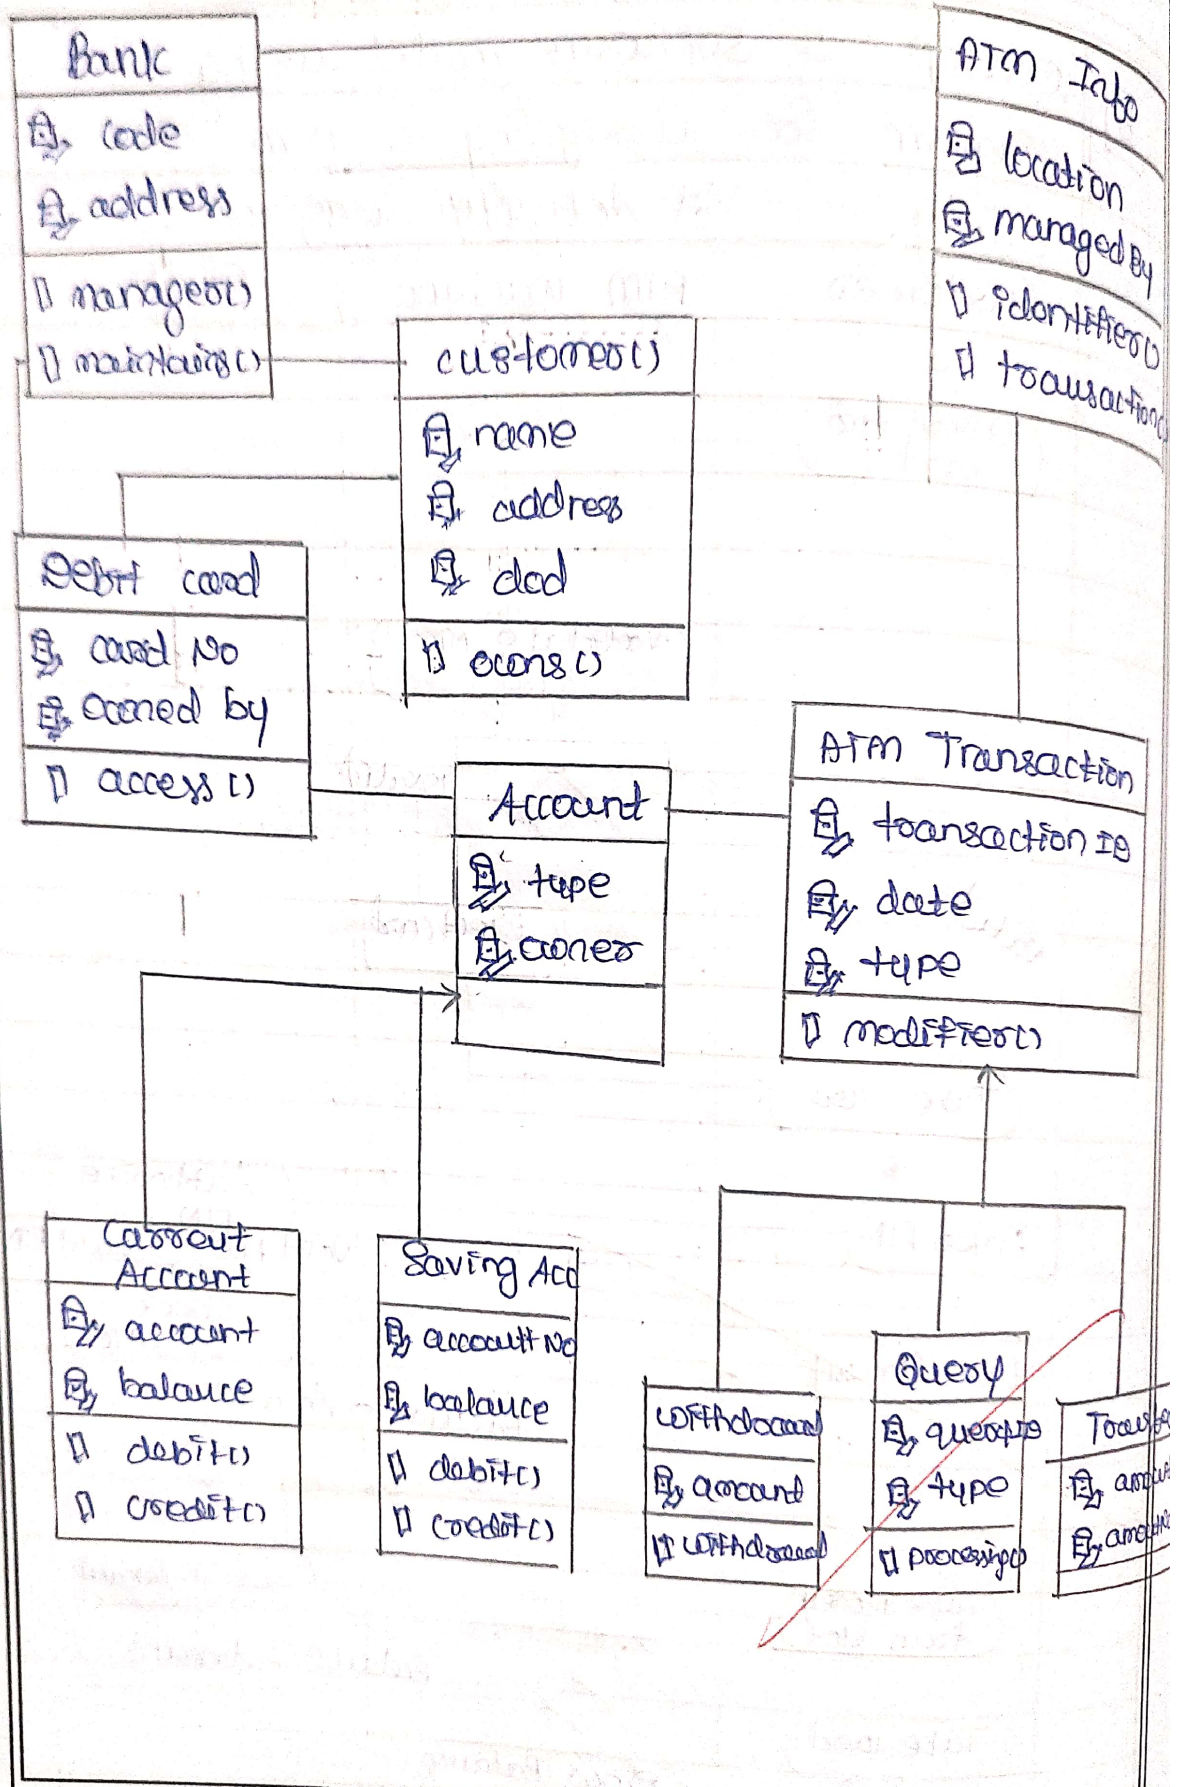 Bank
code
address
manager()
maintains()
ATM Info
location
managed By
identifier()
transaction
customer()
name
address
dod
owns()
Debit card
card No
owned by
access()
Account
type
owner
ATM Transaction
transaction ID
date
type
modifier()
Current
Account
account
balance
debit()
credit()
Saving Acc
account No
balance
debit()
credit()
Withdrawal
amount
withdrawal
Query
queryID
type
processing()